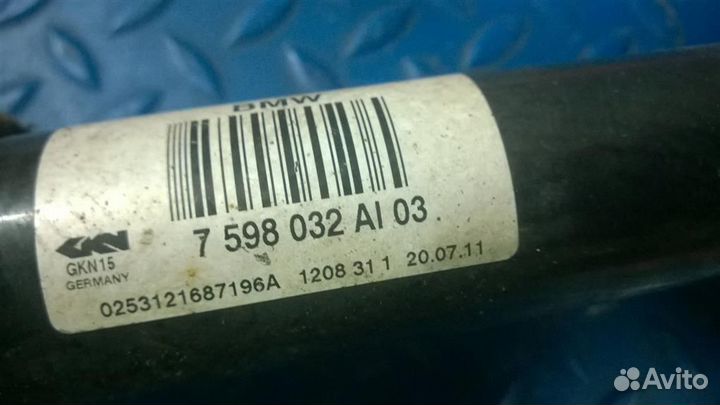 BMW
7 598 032 AI 03
GKN
GKN15
GERMANY
0253121687196A 1208 31 1 20.07.11
Avito